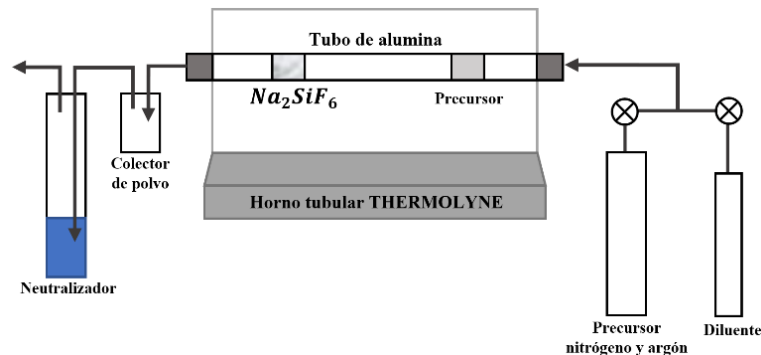 Tubo de alumina
Na₂SiF₆
Precursor
Colector
de polvo
Horno tubular THERMOLYNE
Neutralizador
Precursor
nitrógeno y argón
Diluente